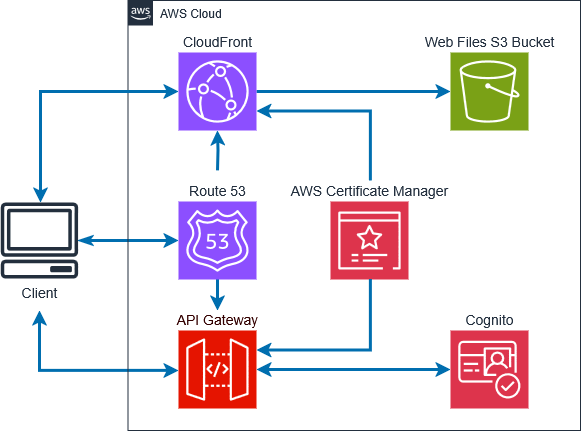 aws
AWS Cloud
CloudFront
Web Files S3 Bucket
Route 53
AWS Certificate Manager
53
Client
API Gateway
Cognito
</>